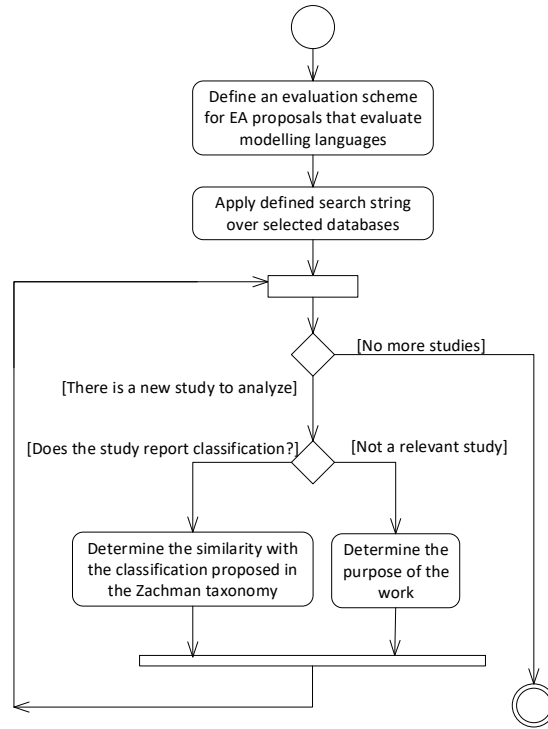 Define an evaluation scheme
for EA proposals that evaluate
modelling languages
Apply defined search string
over selected databases
[No more studies]
[There is a new study to analyze]
[Does the study report classification?]
[Not a relevant study]
Determine the similarity with
the classification proposed in
the Zachman taxonomy
Determine the
purpose of the
work